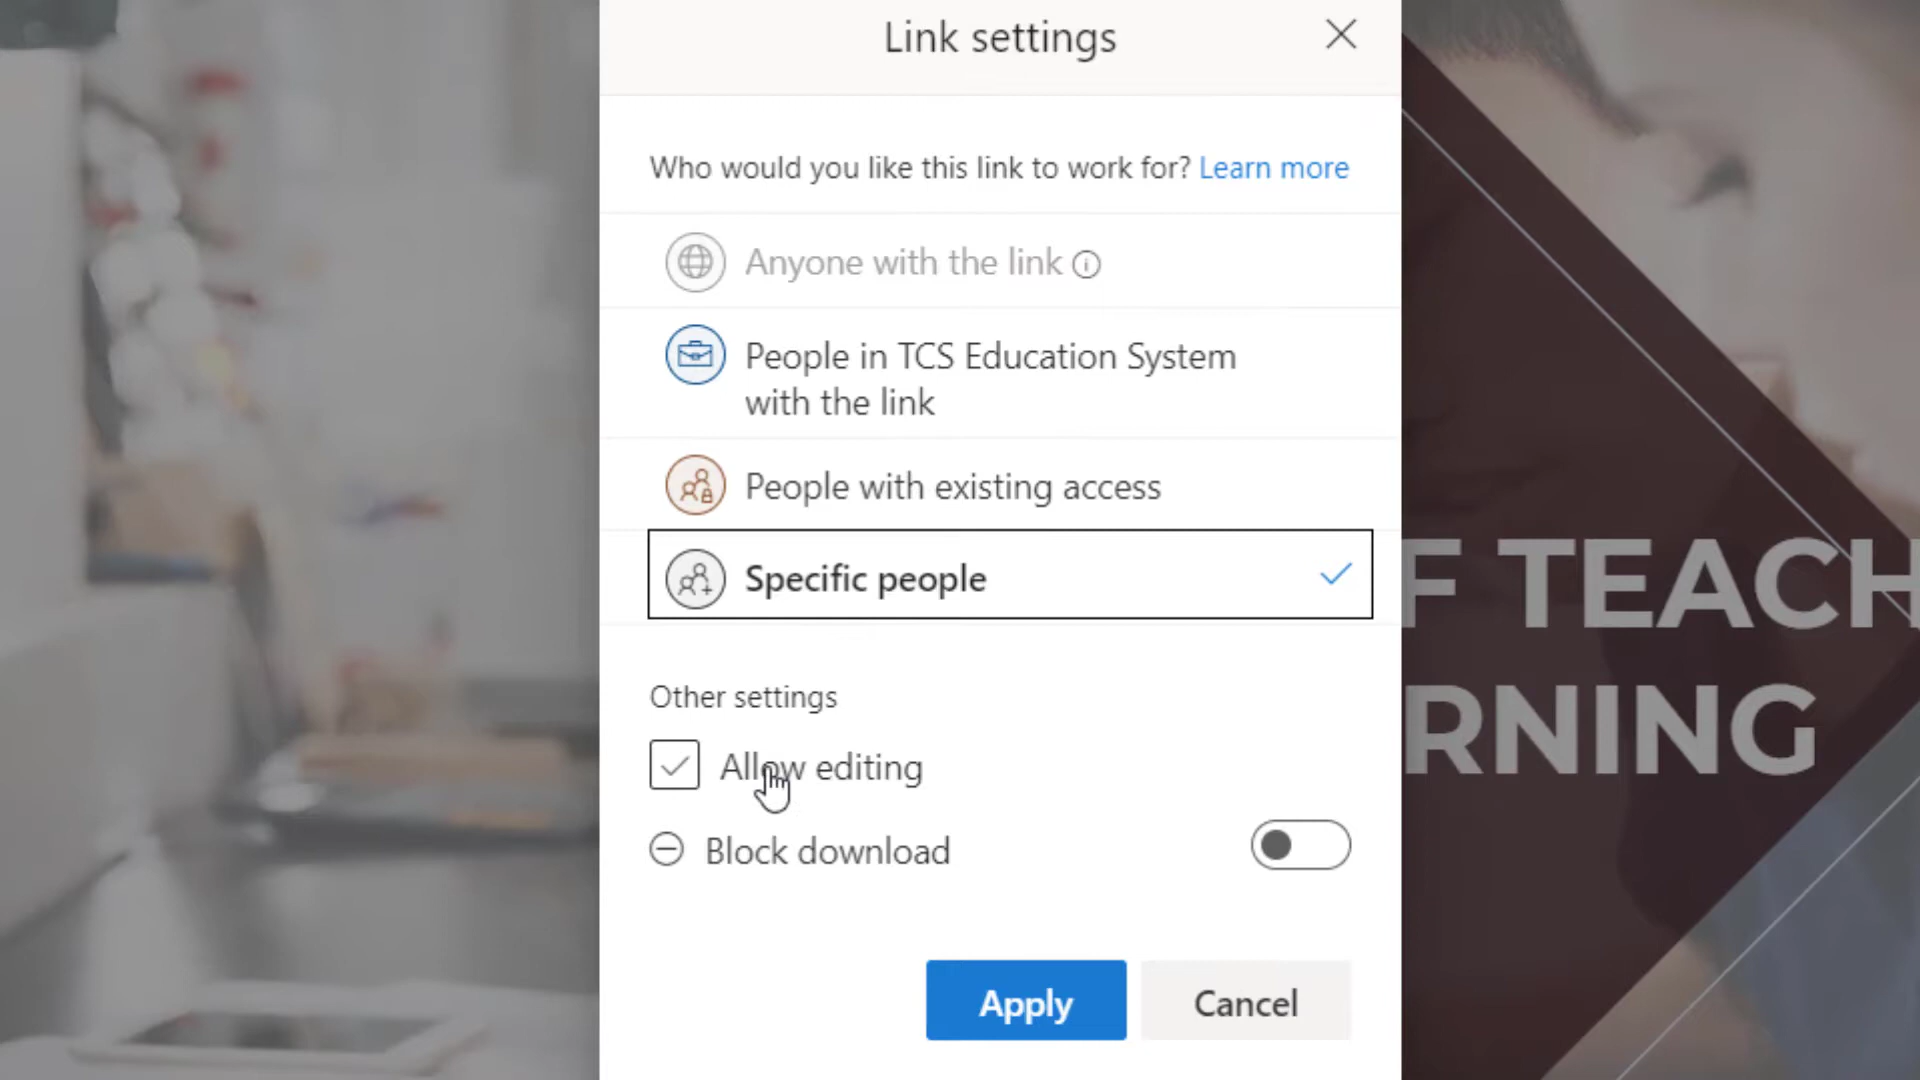 Link settings
Who would you like this link to work for? Learn more
Anyone with the link
People in TCS Education System
with the link
People with existing access
Specific people
F TEACH
RNING
Other settings
Allow editing
Block download
Apply
Cancel